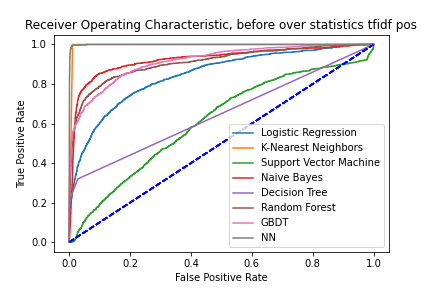 Receiver Operating Characteristic, before over statistics tfidf pos
True Positive Rate
1.0
0.8
0.6
0.4
0.2
0.0
Logistic Regression
K-Nearest Neighbors
Support Vector Machine
Naive Bayes
Decision Tree
Random Forest
GBDT
NN
0.0 0.2 0.4 0.6 0.8 1.0
False Positive Rate